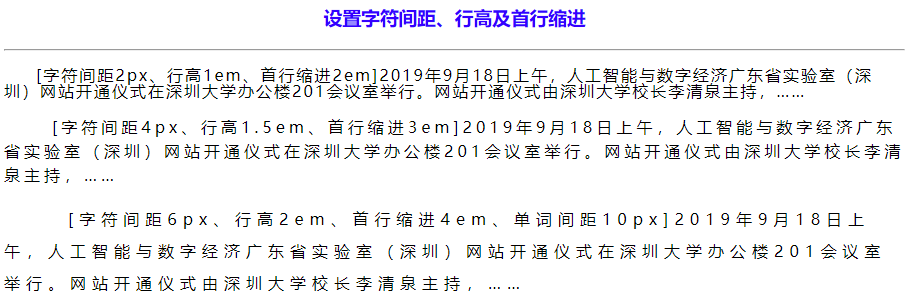 设置字符间距、行高及首行缩进
[字符间距2px、行高1em、首行缩进2em]2019年9月18日上午，人工智能与数字经济广东省实验室（深
圳）网站开通仪式在深圳大学办公楼201会议室举行。网站开通仪式由深圳大学校长李清泉主持，……
[字符间距4px、行高1.5em、首行缩进3em]2019年9月18日上午，人工智能与数字经济广东
省实验室（深圳）网站开通仪式在深圳大学办公楼201会议室举行。网站开通仪式由深圳大学校长李清
泉主持，……
[字符间距6px、行高2em、首行缩进4em、单词间距10px]2019年9月18日上
午，人工智能与数字经济广东省实验室（深圳）网站开通仪式在深圳大学办公楼201会议室
举行。网站开通仪式由深圳大学校长李清泉主持，……